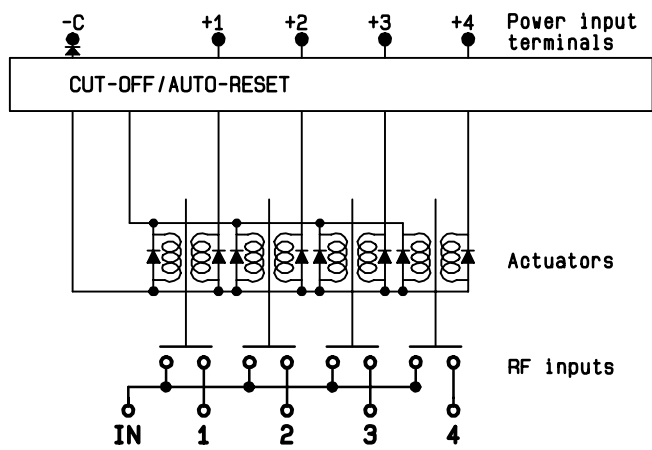 -C +1 +2 +3 +4 Power input
terminals
CUT-OFF/AUTO-RESET
Actuators
RF inputs
IN 1 2 3 4